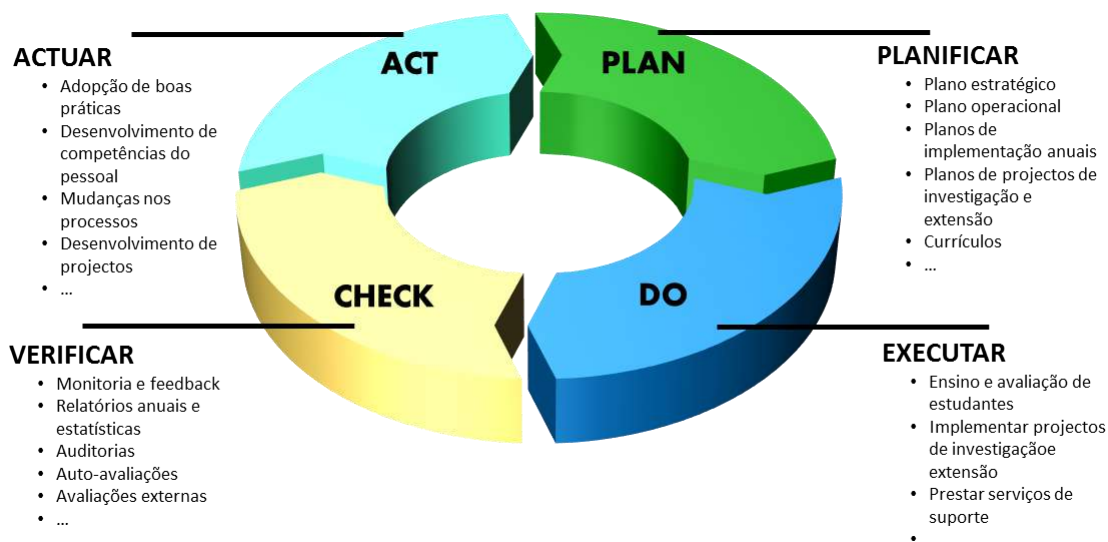 ACT
PLAN
CHECK
DO
ACTUAR
• Adopção de boas
práticas
• Desenvolvimento de
competências do
pessoal
• Mudanças nos
processos
• Desenvolvimento de
projectos
• ...
PLANIFICAR
• Plano estratégico
• Plano operacional
• Planos de
implementação anuais
• Planos de projectos de
investigação e
extensão
• Currículos
• ...
VERIFICAR
• Monitoria e feedback
• Relatórios anuais e
estatísticas
• Auditorias
• Auto-avaliações
• Avaliações externas
• ...
EXECUTAR
• Ensino e avaliação de
estudantes
• Implementar projectos
de investigaçãoe
extensão
• Prestar serviços de
suporte
•